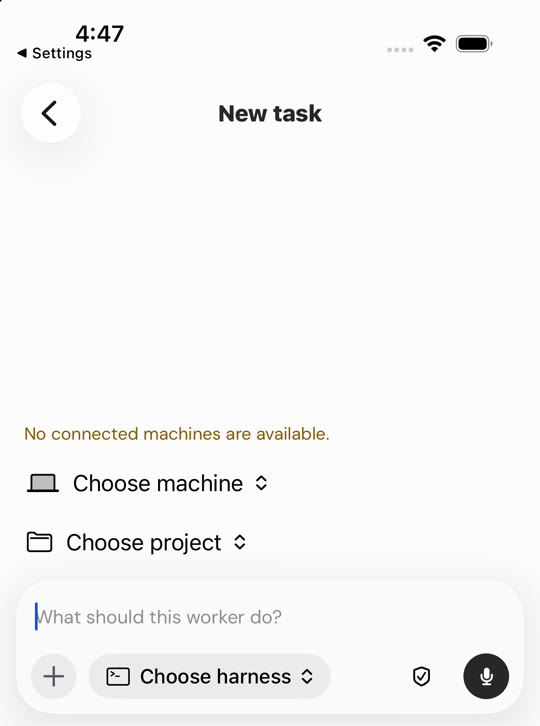 4:47
◀ Settings
New task
No connected machines are available.
Choose machine
Choose project
What should this worker do?
Choose harness